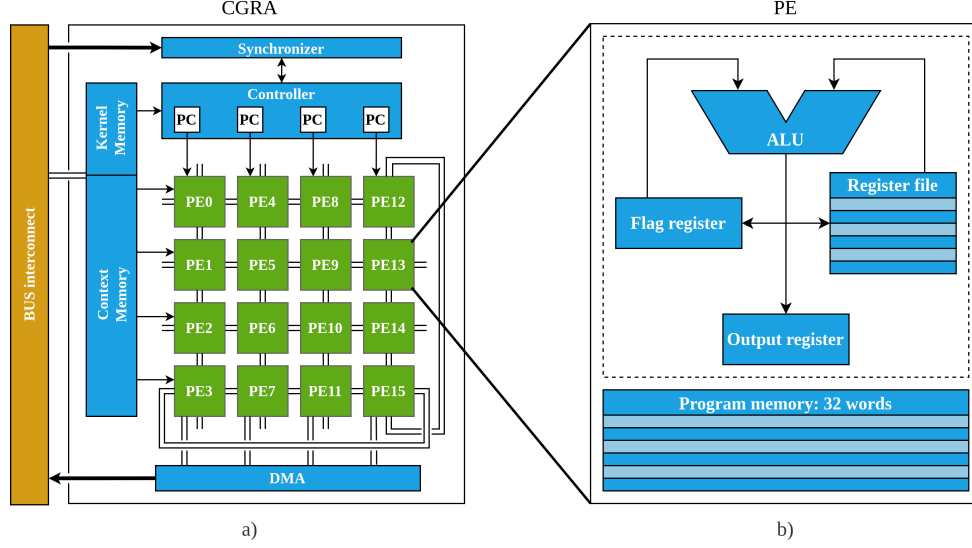 CGRA
PE
BUS interconnect
Synchronizer
Controller
PC PC PC PC
Kernel
Memory
Context
Memory
PE0 PE4 PE8 PE12
PE1 PE5 PE9 PE13
PE2 PE6 PE10 PE14
PE3 PE7 PE11 PE15
DMA
a)
ALU
Register file
Flag register
Output register
Program memory: 32 words
b)